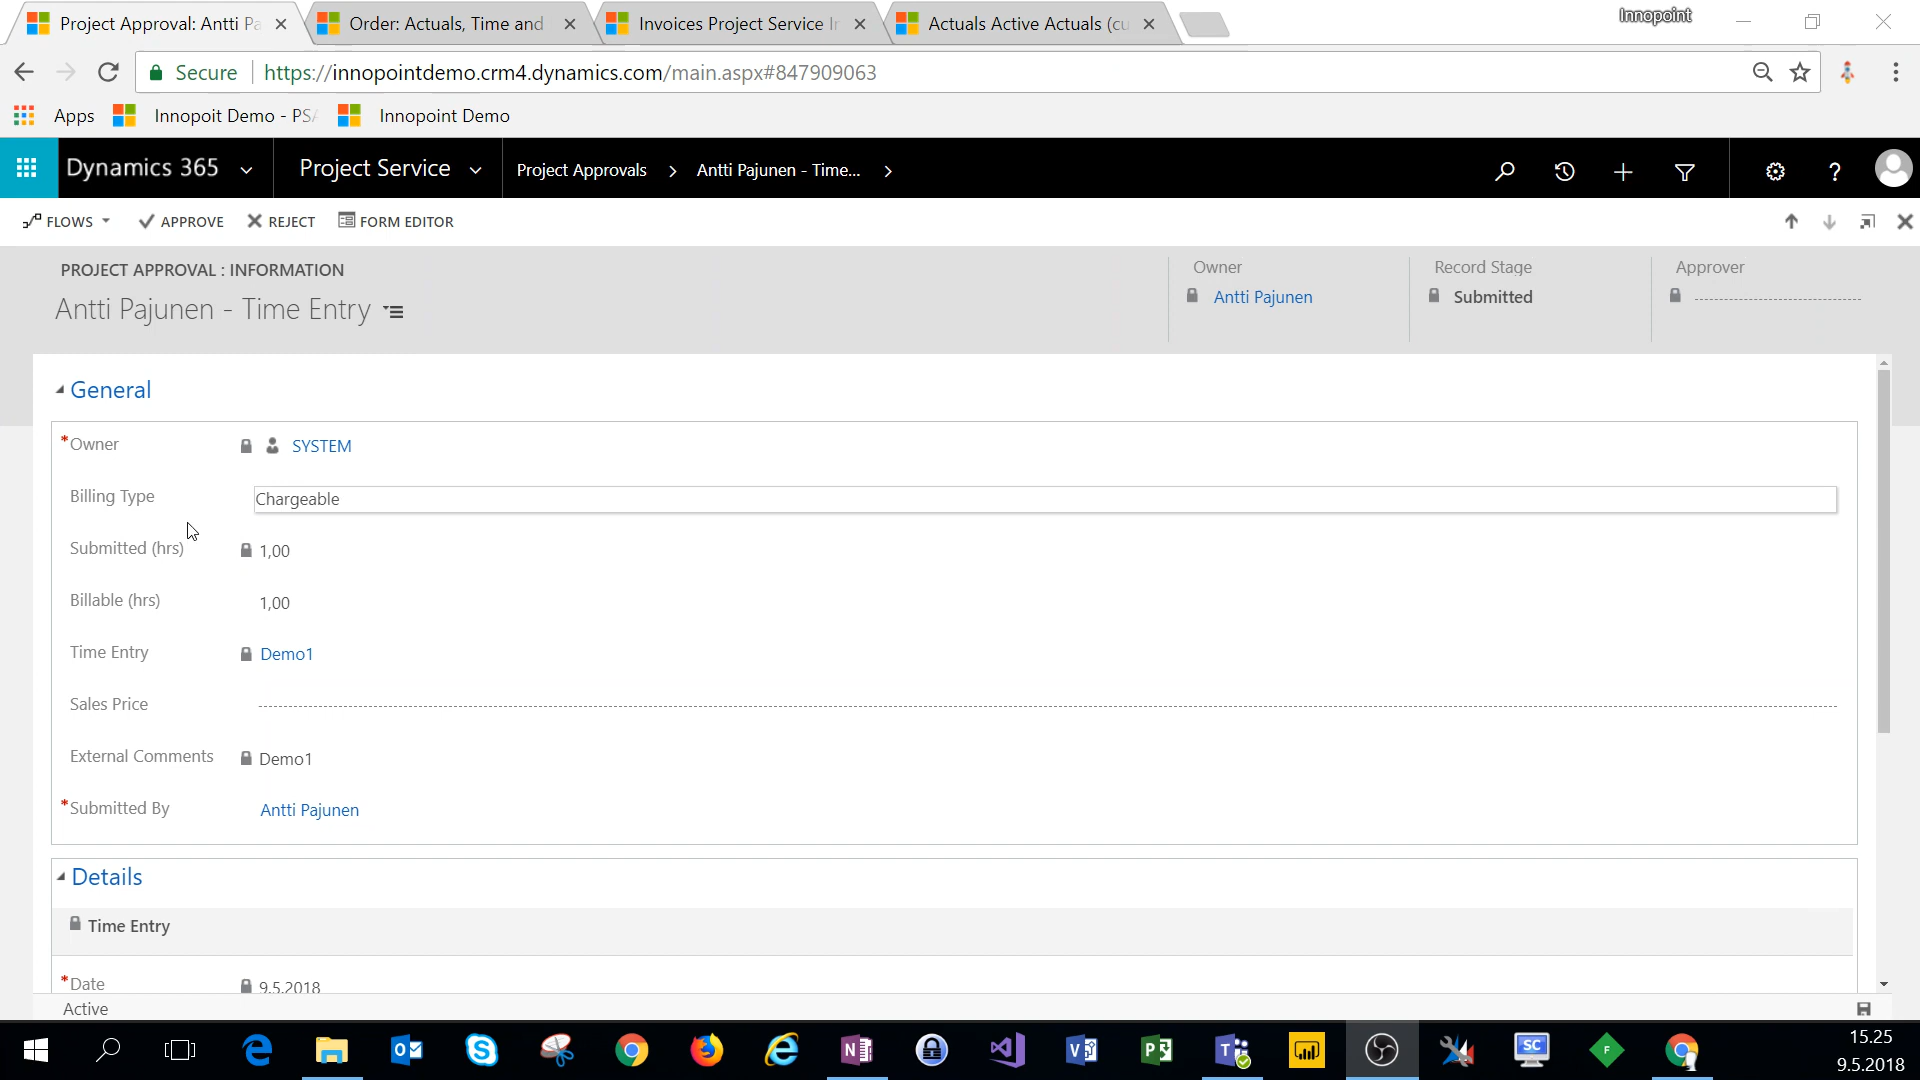 Project Approval: Antti Pa
Order: Actuals, Time and
Invoices Project Service In
Actuals Active Actuals (cu
Innopoint
Secure
https://innopointdemo.crm4.dynamics.com/main.aspx#847909063
Apps
Innopoit Demo - PSA
Innopoint Demo
Dynamics 365
Project Service
Project Approvals
Antti Pajunen - Time...
FLOWS
APPROVE
REJECT
FORM EDITOR
PROJECT APPROVAL : INFORMATION
Antti Pajunen - Time Entry
Owner
Antti Pajunen
Record Stage
Submitted
Approver
General
*Owner
SYSTEM
Billing Type
Chargeable
Submitted (hrs)
1,00
Billable (hrs)
1,00
Time Entry
Demo1
Sales Price
External Comments
Demo1
*Submitted By
Antti Pajunen
Details
Time Entry
*Date
9.5.2018
Active
15.25
9.5.2018